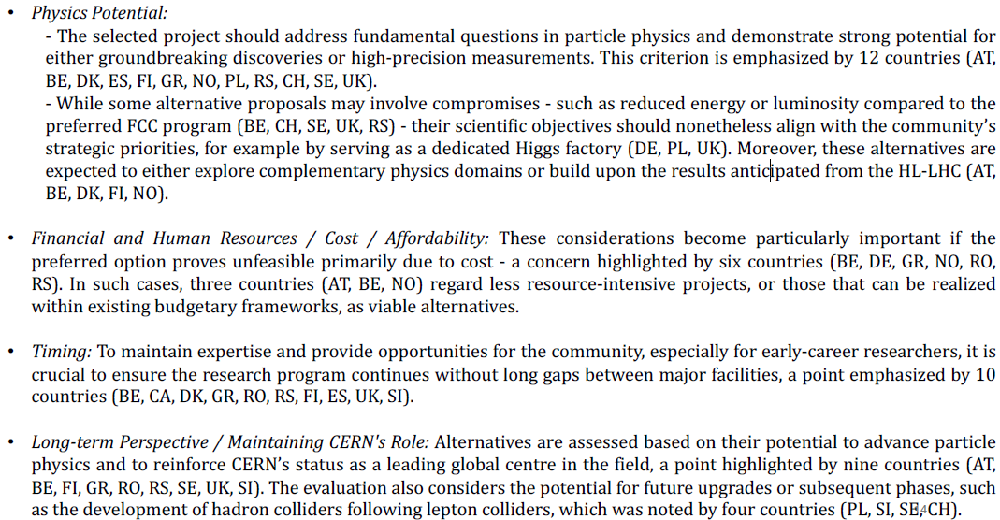 • Physics Potential:
- The selected project should address fundamental questions in particle physics and demonstrate strong potential for
either groundbreaking discoveries or high-precision measurements. This criterion is emphasized by 12 countries (AT,
BE, DK, ES, FI, GR, NO, PL, RS, CH, SE, UK).
- While some alternative proposals may involve compromises - such as reduced energy or luminosity compared to the
preferred FCC program (BE, CH, SE, UK, RS) - their scientific objectives should nonetheless align with the community's
strategic priorities, for example by serving as a dedicated Higgs factory (DE, PL, UK). Moreover, these alternatives are
expected to either explore complementary physics domains or build upon the results anticipated from the HL-LHC (AT,
BE, DK, FI, NO).
• Financial and Human Resources / Cost / Affordability: These considerations become particularly important if the
preferred option proves unfeasible primarily due to cost - a concern highlighted by six countries (BE, DE, GR, NO, RO,
RS). In such cases, three countries (AT, BE, NO) regard less resource-intensive projects, or those that can be realized
within existing budgetary frameworks, as viable alternatives.
• Timing: To maintain expertise and provide opportunities for the community, especially for early-career researchers, it is
crucial to ensure the research program continues without long gaps between major facilities, a point emphasized by 10
countries (BE, CA, DK, GR, RO, RS, FI, ES, UK, SI).
• Long-term Perspective / Maintaining CERN's Role: Alternatives are assessed based on their potential to advance particle
physics and to reinforce CERN's status as a leading global centre in the field, a point highlighted by nine countries (AT,
BE, FI, GR, RO, RS, SE, UK, SI). The evaluation also considers the potential for future upgrades or subsequent phases, such
as the development of hadron colliders following lepton colliders, which was noted by four countries (PL, SI, SE, CH).
4